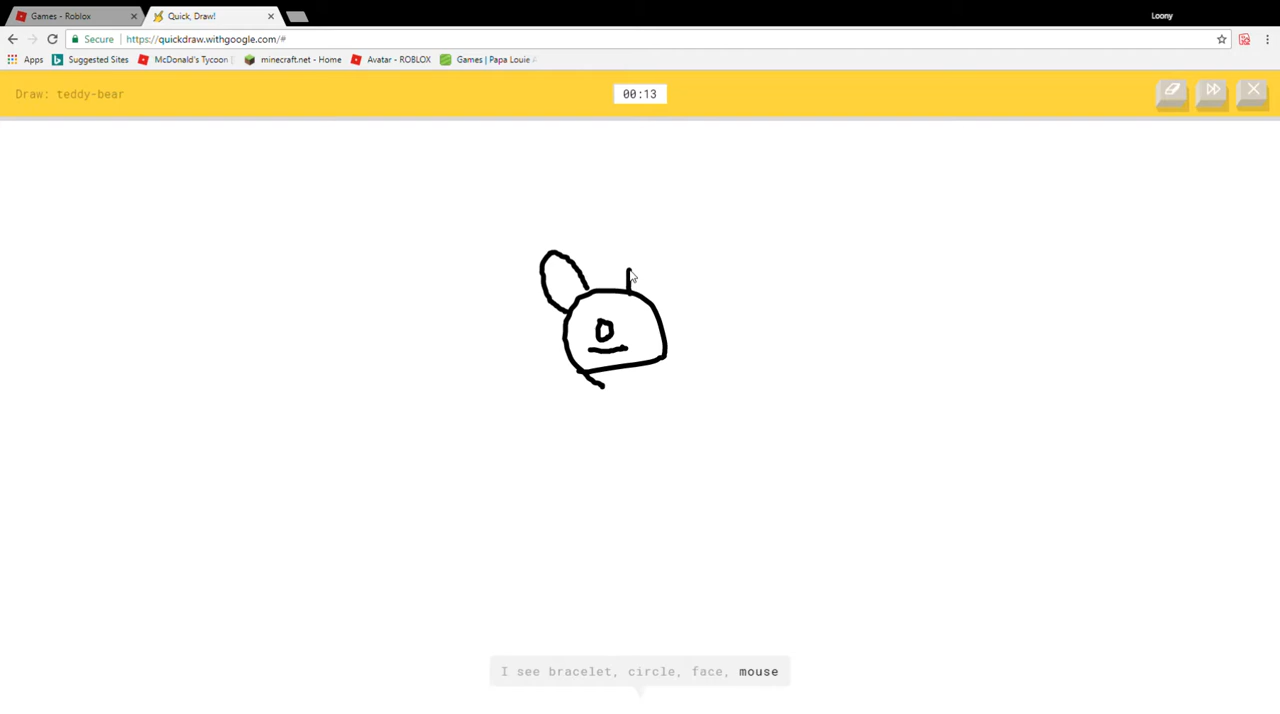 Games - Roblox
Quick, Draw!
Loony
Secure
https://quickdraw.withgoogle.com/#
Apps
Suggested Sites
McDonald's Tycoon
minecraft.net - Home
Avatar - ROBLOX
Games | Papa Louie
Draw: teddy-bear
00:13
I see bracelet, circle, face, mouse